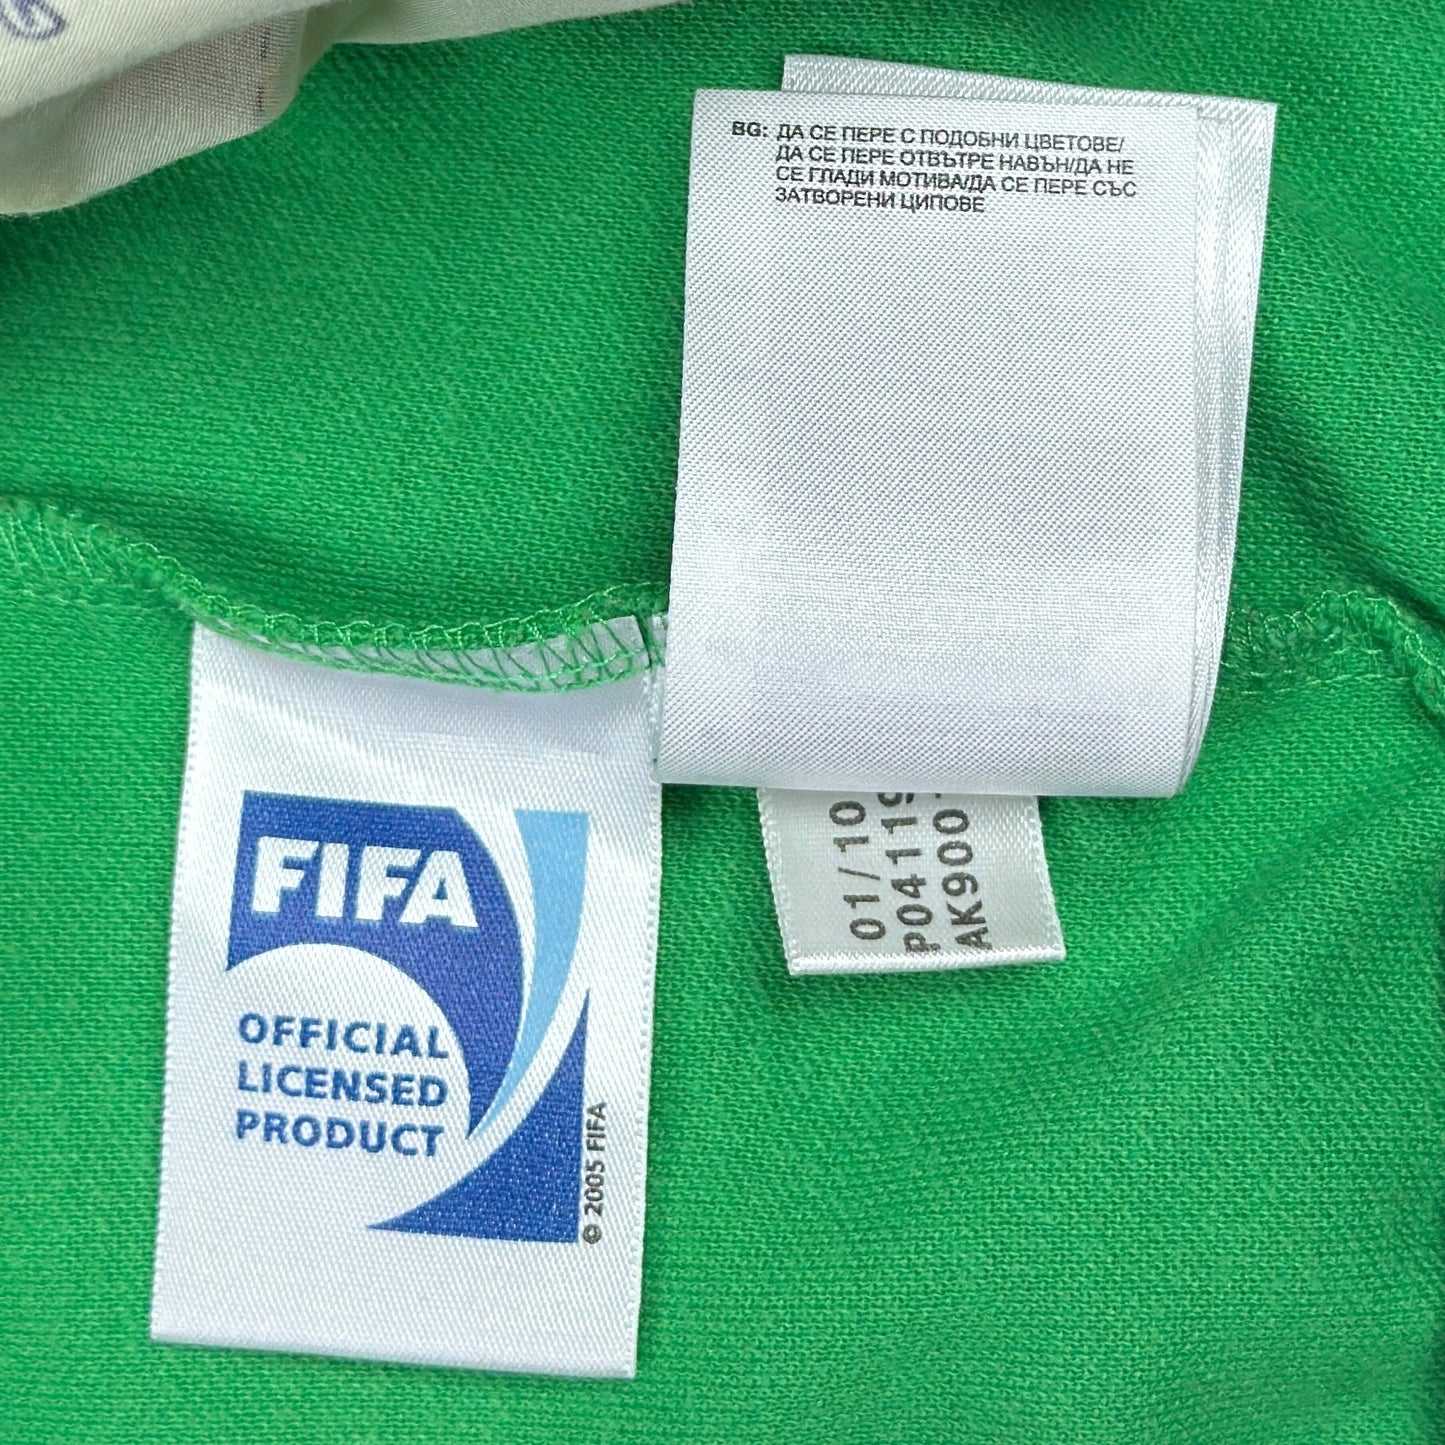 BG: ДА СЕ ПЕРЕ С ПОДОБНИ ЦВЕТОВЕ/
ДА СЕ ПЕРЕ ОТВЪТРЕ НАВЪН/ДА НЕ
СЕ ГЛАДИ МОТИВА/ДА СЕ ПЕРЕ СЪС
ЗАТВОРЕНИ ЦИПОВЕ
01/10
P04119
AK900
FIFA
OFFICIAL
LICENSED
PRODUCT
© 2005 FIFA